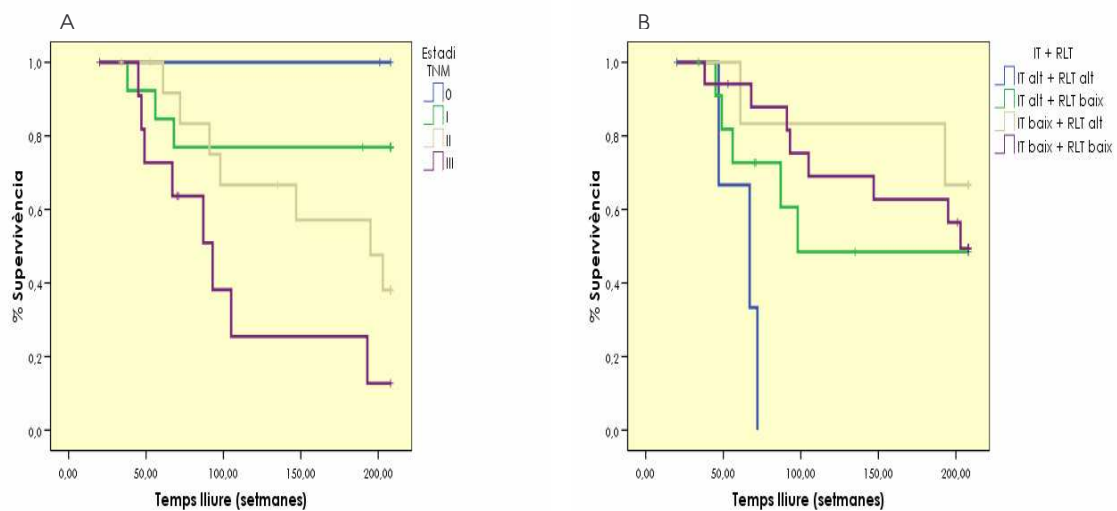 A
% Supervivència
1,0
0,8
0,6
0,4
0,2
0,0
0,00
50,00
100,00
150,00
200,00
Temps lliure (setmanes)
Estadi
TNM
0
I
II
III
B
% Supervivència
1,0
0,8
0,6
0,4
0,2
0,0
0,00
50,00
100,00
150,00
200,00
Temps lliure (setmanes)
IT + RLT
IT alt + RLT alt
IT alt + RLT baix
IT baix + RLT alt
IT baix + RLT baix